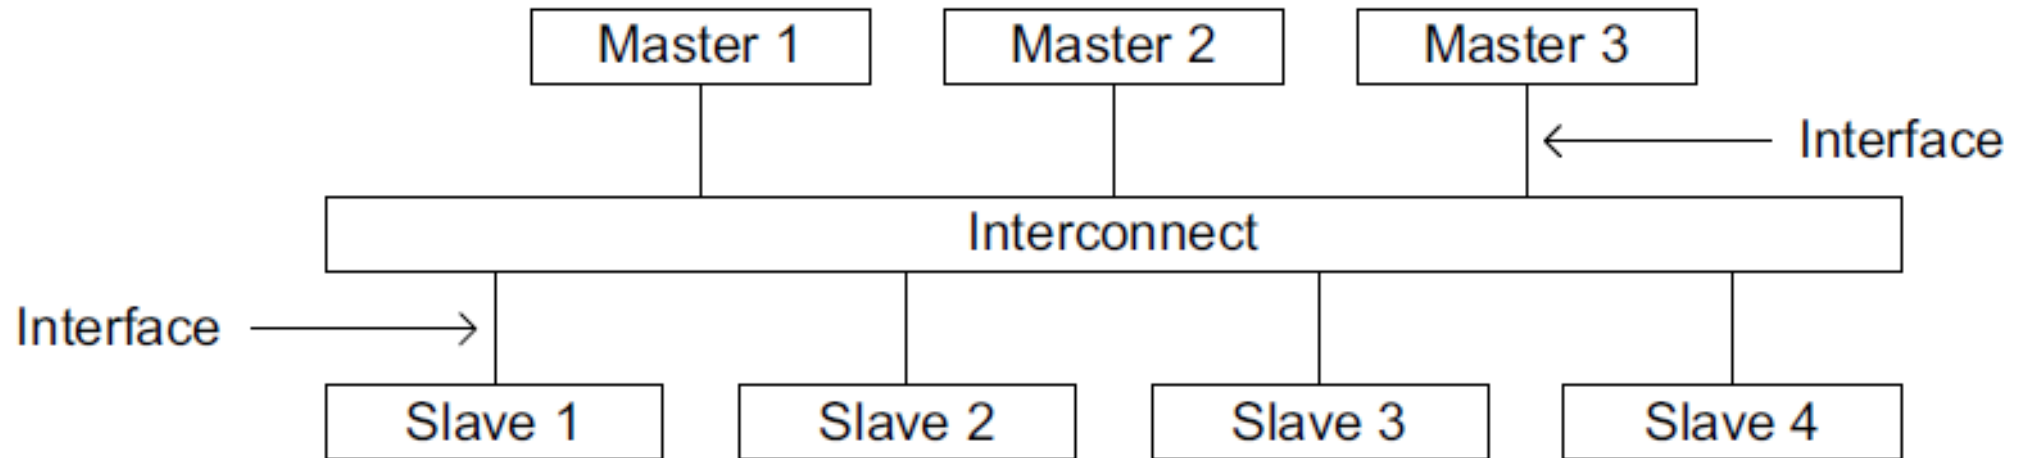 Master 1
Master 2
Master 3
Interface
Interconnect
Interface
Slave 1
Slave 2
Slave 3
Slave 4